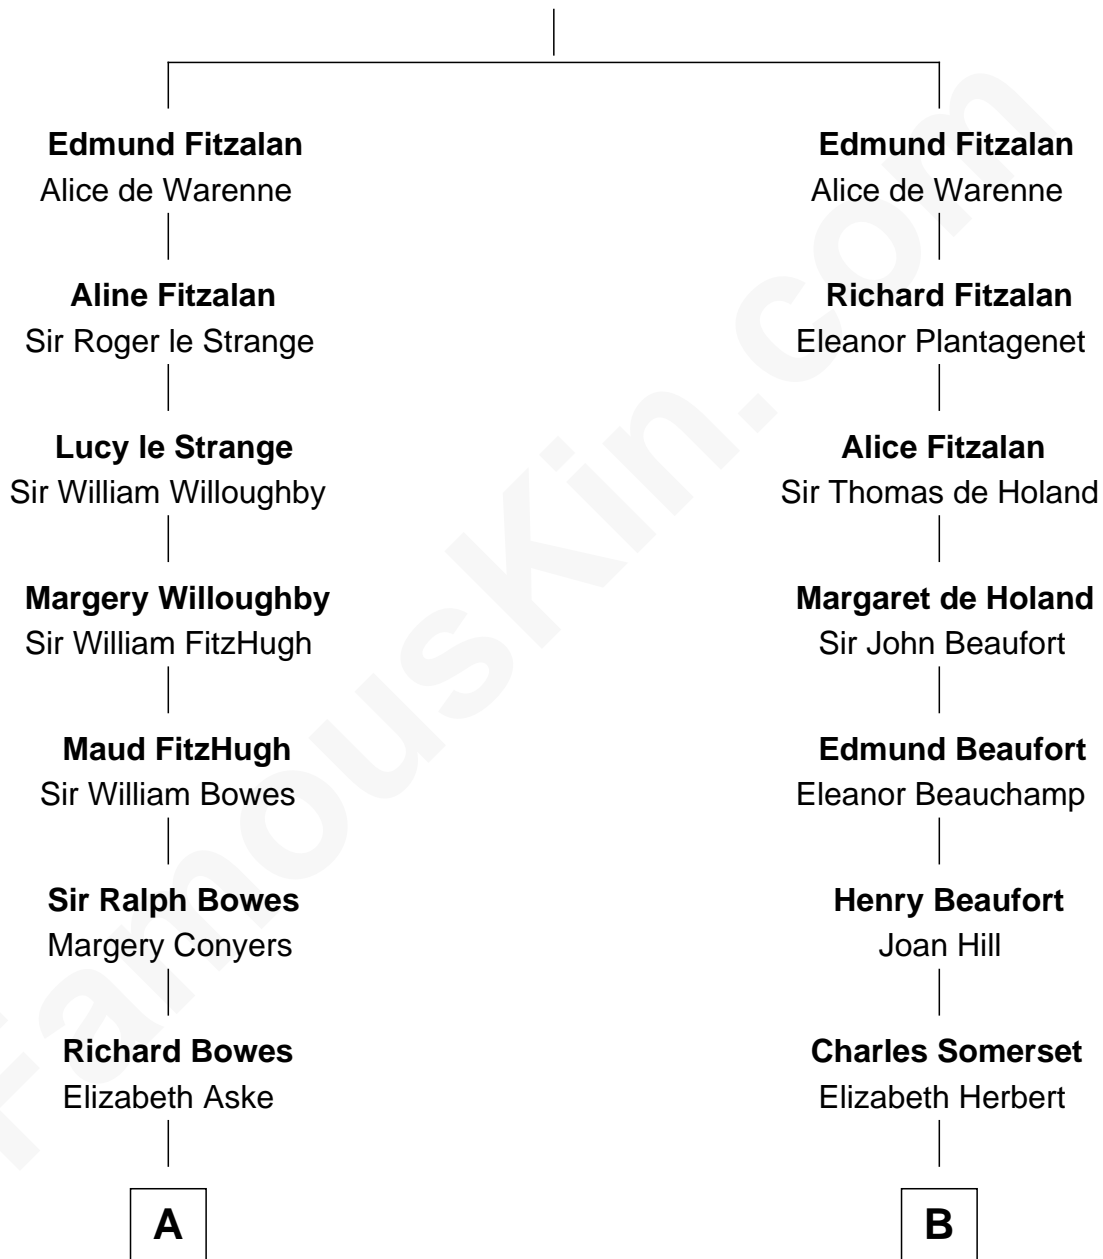 Edmund Fitzalan
Alice de Warenne
Aline Fitzalan
Sir Roger le Strange
Lucy le Strange
Sir William Willoughby
Margery Willoughby
Sir William FitzHugh
Maud FitzHugh
Sir William Bowes
Sir Ralph Bowes
Margery Conyers
Richard Bowes
Elizabeth Aske
A
Edmund Fitzalan
Alice de Warenne
Richard Fitzalan
Eleanor Plantagenet
Alice Fitzalan
Sir Thomas de Holand
Margaret de Holand
Sir John Beaufort
Edmund Beaufort
Eleanor Beauchamp
Henry Beaufort
Joan Hill
Charles Somerset
Elizabeth Herbert
B
FamousKin.com